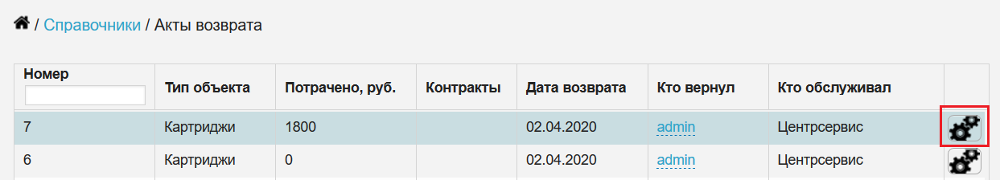 / Справочники / Акты возврата
Номер Тип объекта Потрачено, руб. Контракты Дата возврата Кто вернул Кто обслуживал
7 Картриджи 1800 02.04.2020 admin Центрсервис
6 Картриджи 0 02.04.2020 admin Центрсервис